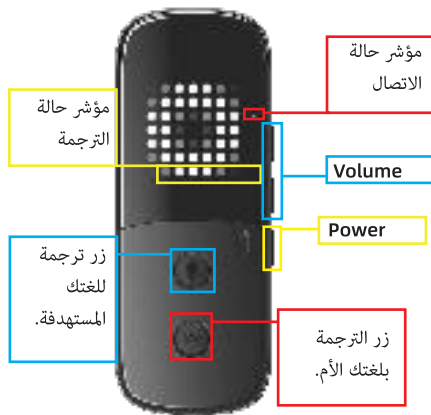 مؤشر حالة
الاتصال
مؤشر حالة
الترجمة
Volume
Power
زر ترجمة
للغتك
المستهدفة.
زر الترجمة
بلغتك الأم.